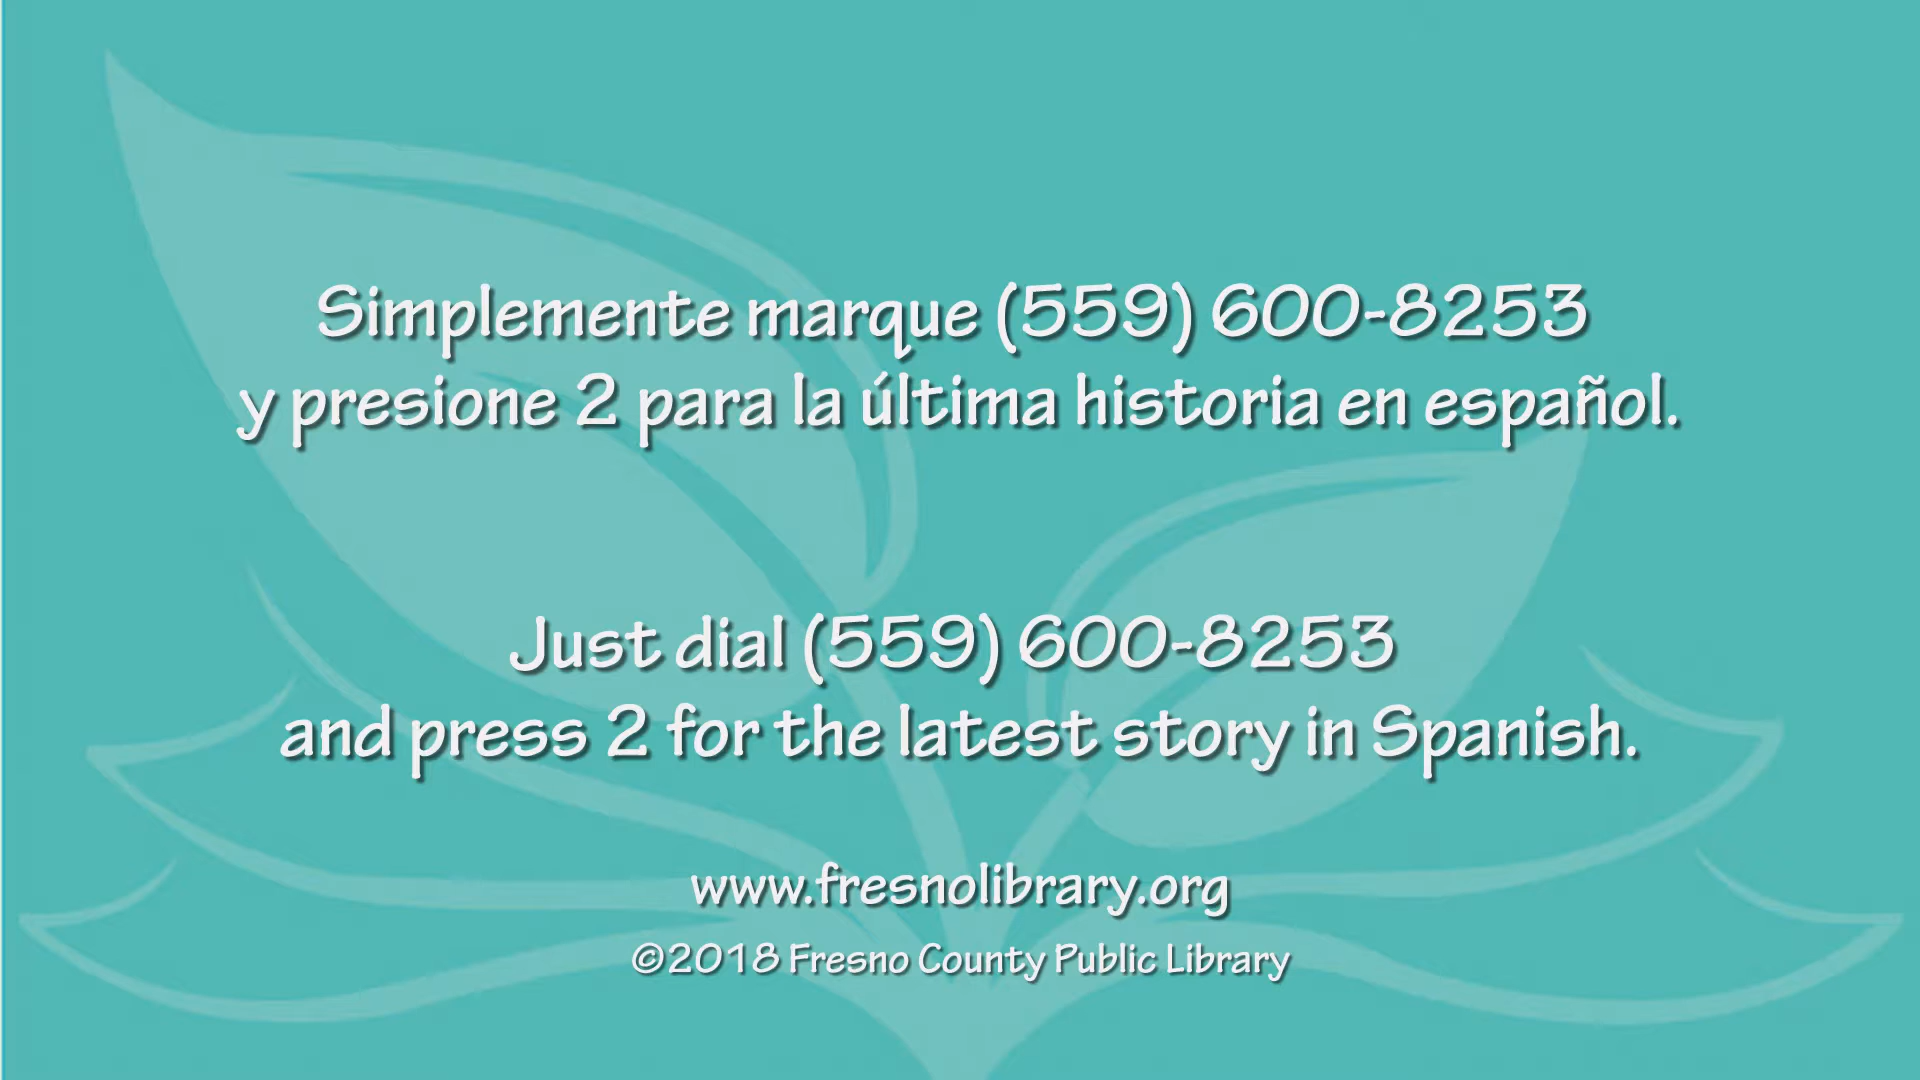 Simplemente marque (559) 600-8253
y presione 2 para la última historia en español.
Just dial (559) 600-8253
and press 2 for the latest story in Spanish.
www.fresnolibrary.org
©2018 Fresno County Public Library